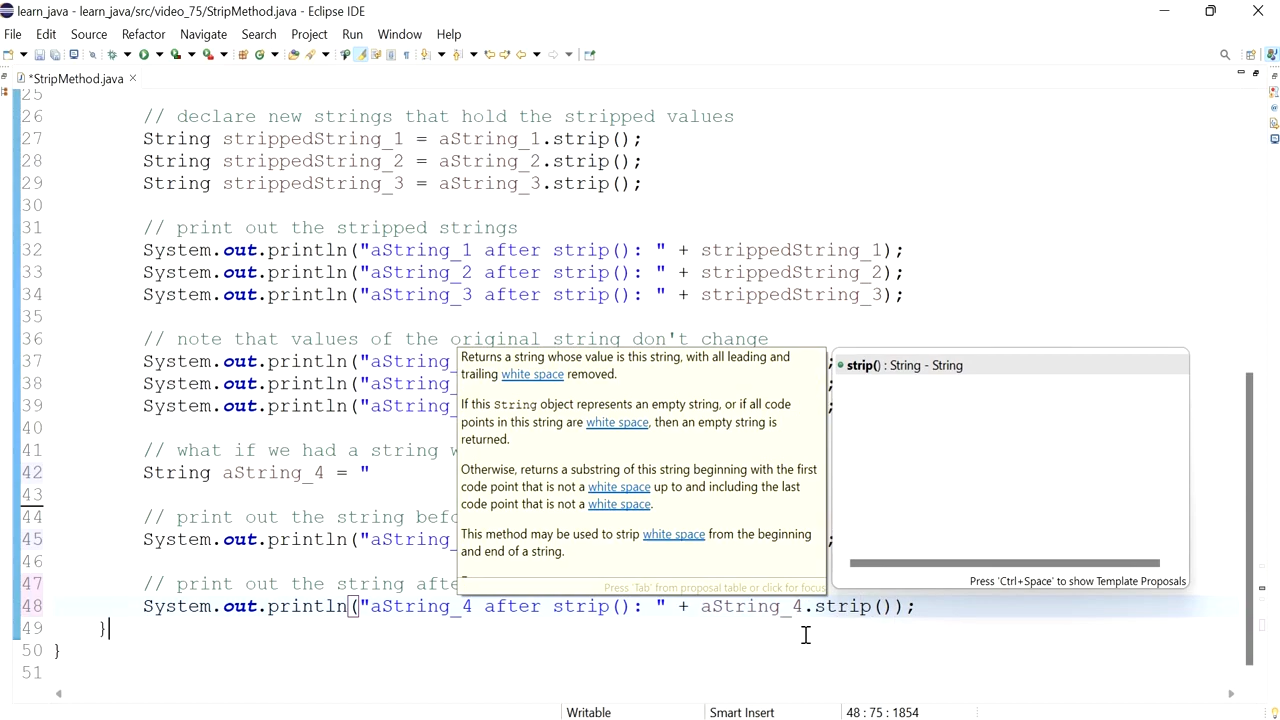 learn_java - learn_java/src/video_75/StripMethod.java - Eclipse IDE
File Edit Source Refactor Navigate Search Project Run Window Help
*StripMethod.java
25
26 // declare new strings that hold the stripped values
27 String strippedString_1 = aString_1.strip();
28 String strippedString_2 = aString_2.strip();
29 String strippedString_3 = aString_3.strip();
30
31 // print out the stripped strings
32 System.out.println("aString_1 after strip(): " + strippedString_1);
33 System.out.println("aString_2 after strip(): " + strippedString_2);
34 System.out.println("aString_3 after strip(): " + strippedString_3);
35
36 // note that values of the original string don't change
37 System.out.println("aString_ ;
38 System.out.println("aString_ ;
39 System.out.println("aString_ ;
40
41 // what if we had a string w
42 String aString_4 = "
43
44 // print out the string befo
45 System.out.println("aString_ ;
46
47 // print out the string afte
48 System.out.println("aString_4 after strip(): " + aString_4.strip());
49 }
50 }
51
Returns a string whose value is this string, with all leading and
trailing white space removed.
If this String object represents an empty string, or if all code
points in this string are white space, then an empty string is
returned.
Otherwise, returns a substring of this string beginning with the first
code point that is not a white space up to and including the last
code point that is not a white space.
This method may be used to strip white space from the beginning
and end of a string.
Press 'Tab' from proposal table or click for focus
strip() : String - String
Press 'Ctrl+Space' to show Template Proposals
Writable Smart Insert 48 : 75 : 1854